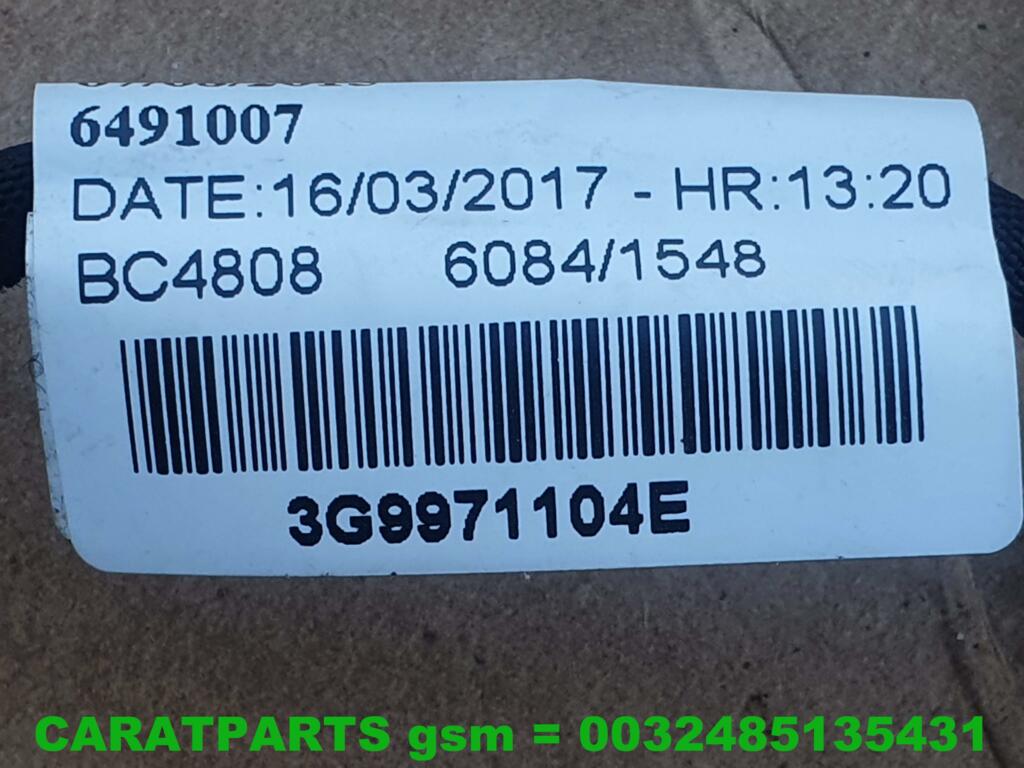 6491007
DATE:16/03/2017 - HR:13:20
BC4808 6084/1548
3G9971104E
CARATPARTS gsm = 0032485135431